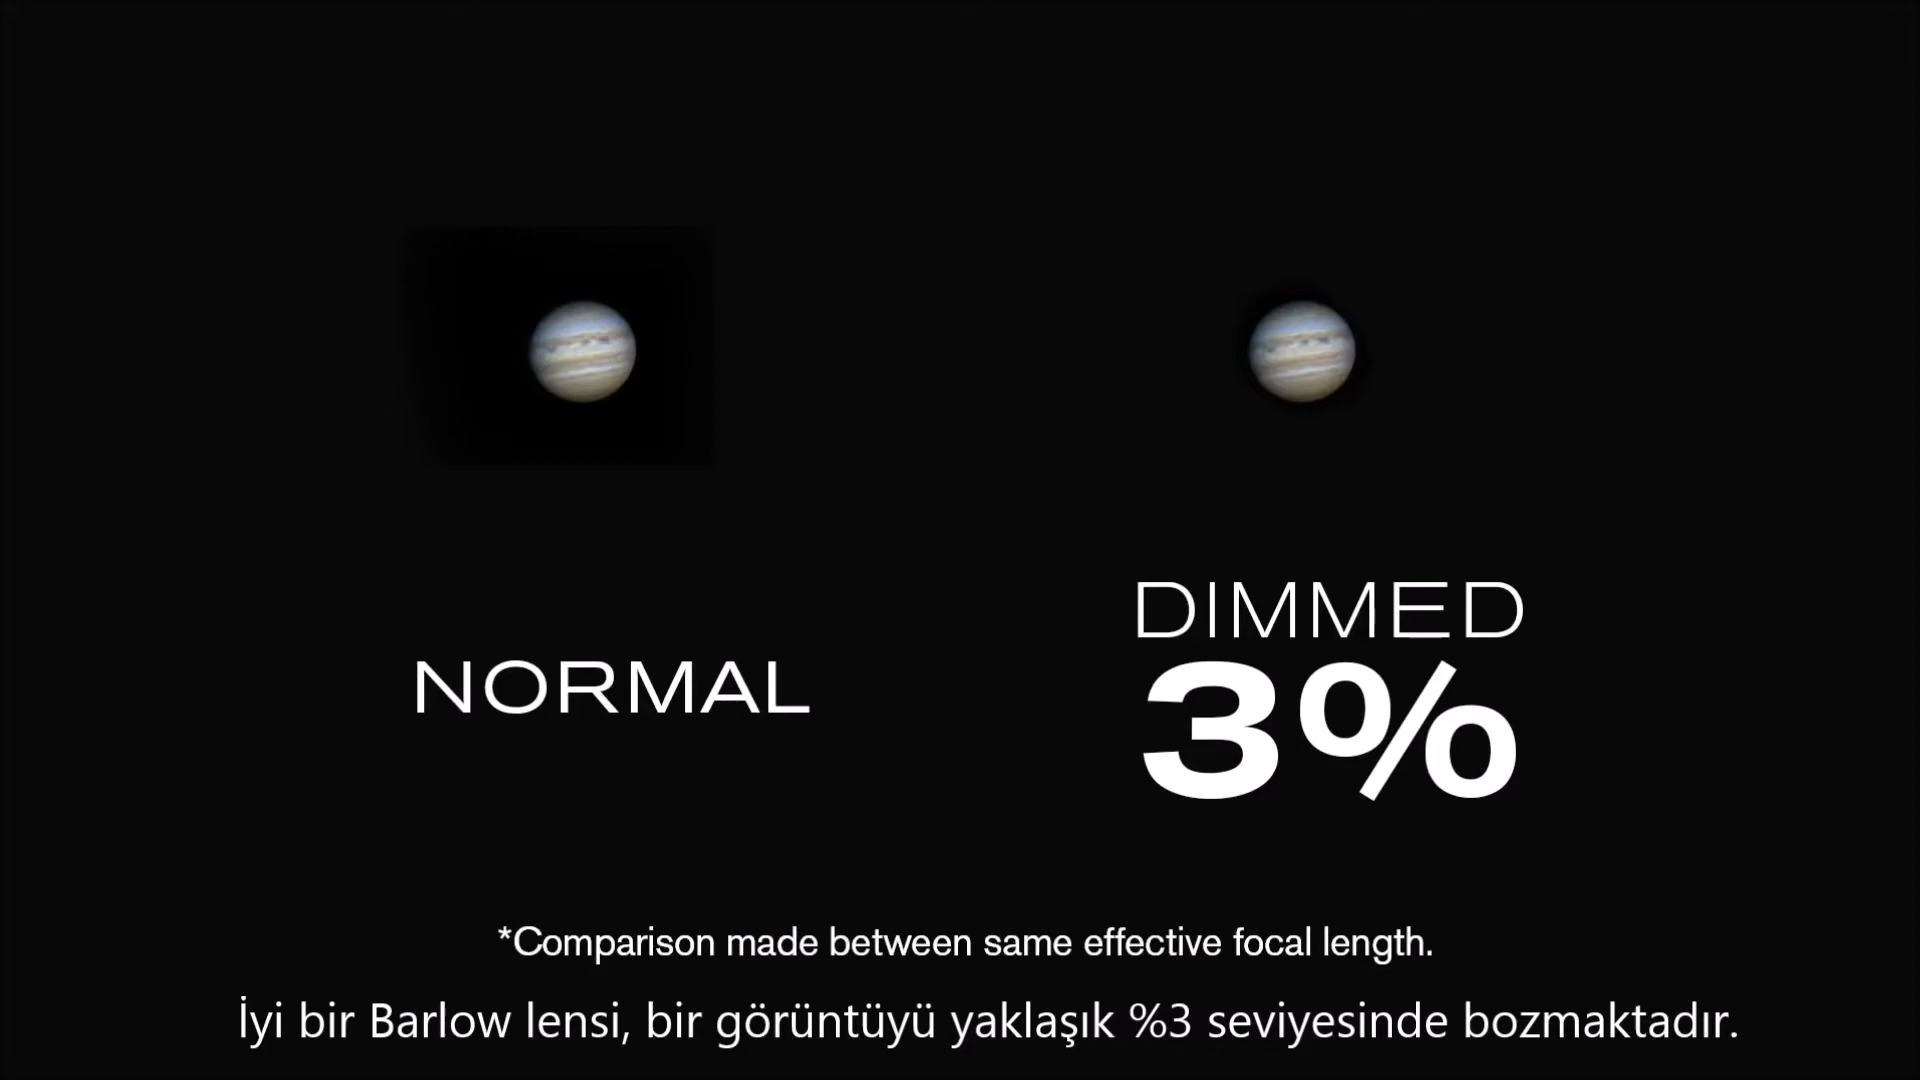 NORMAL
DIMMED
3%
*Comparison made between same effective focal length.
İyi bir Barlow lensi, bir görüntüyü yaklaşık %3 seviyesinde bozmaktadır.